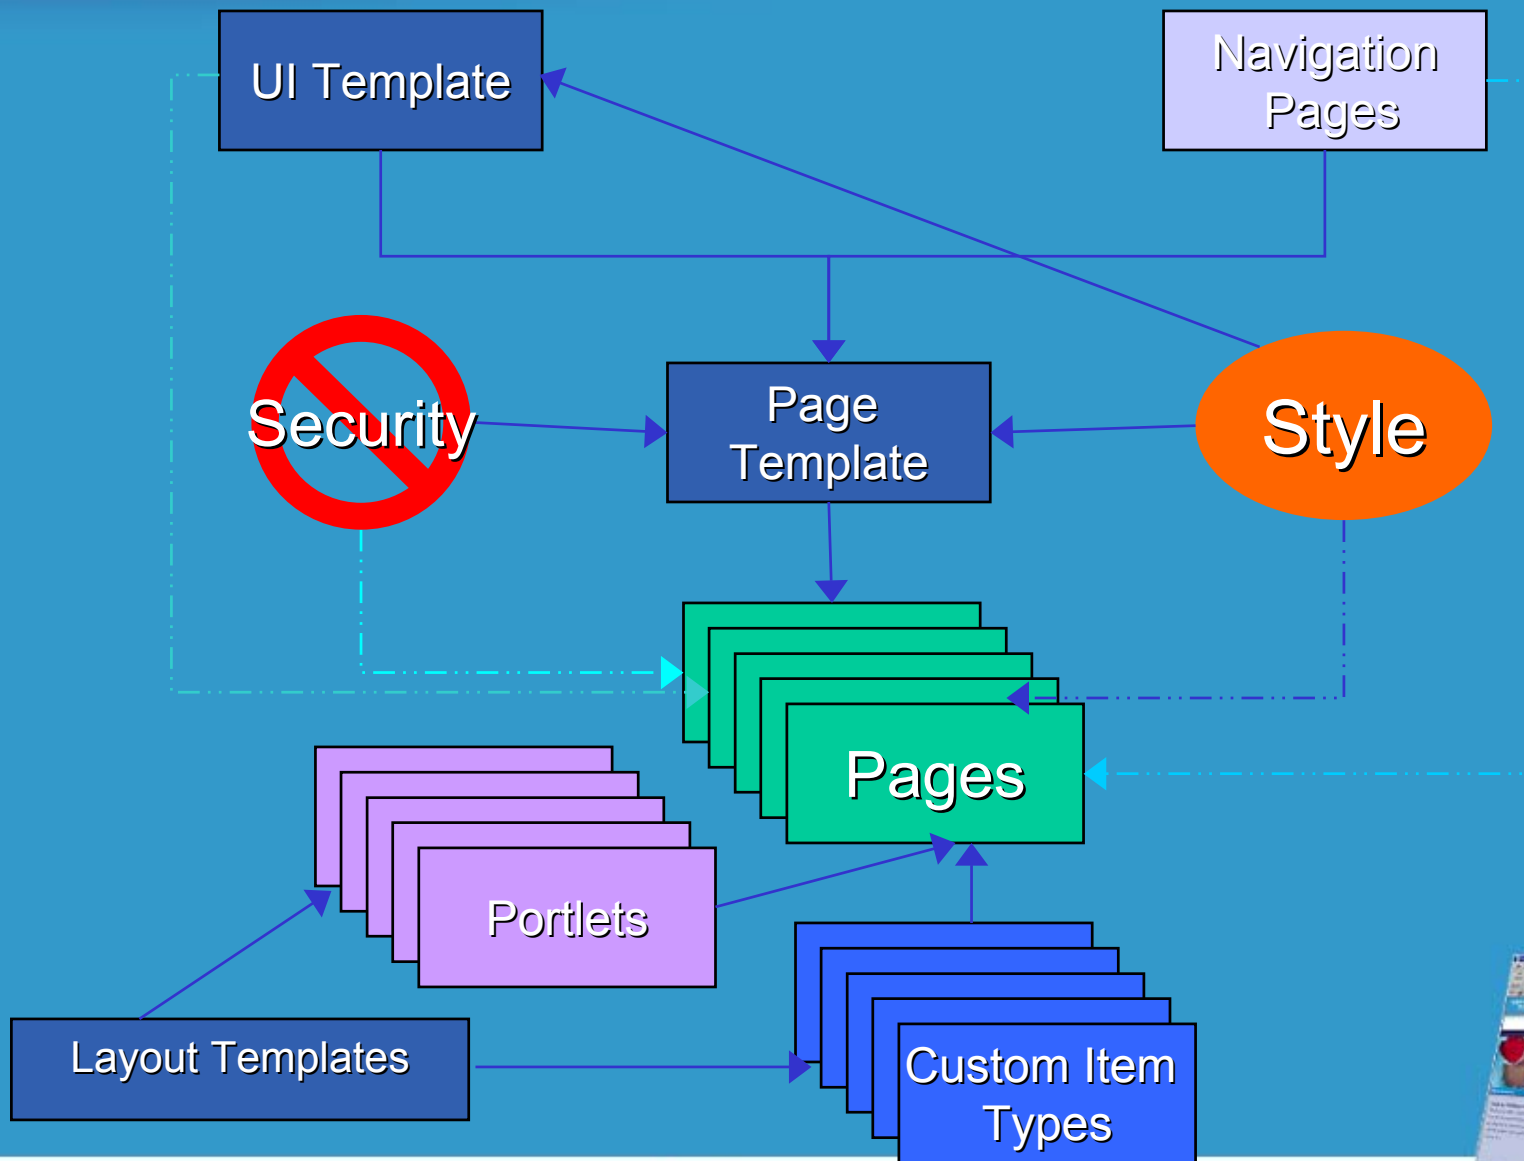 UI Template
Navigation
Pages
Security
Page
Template
Style
Pages
Portlets
Layout Templates
Custom Item
Types